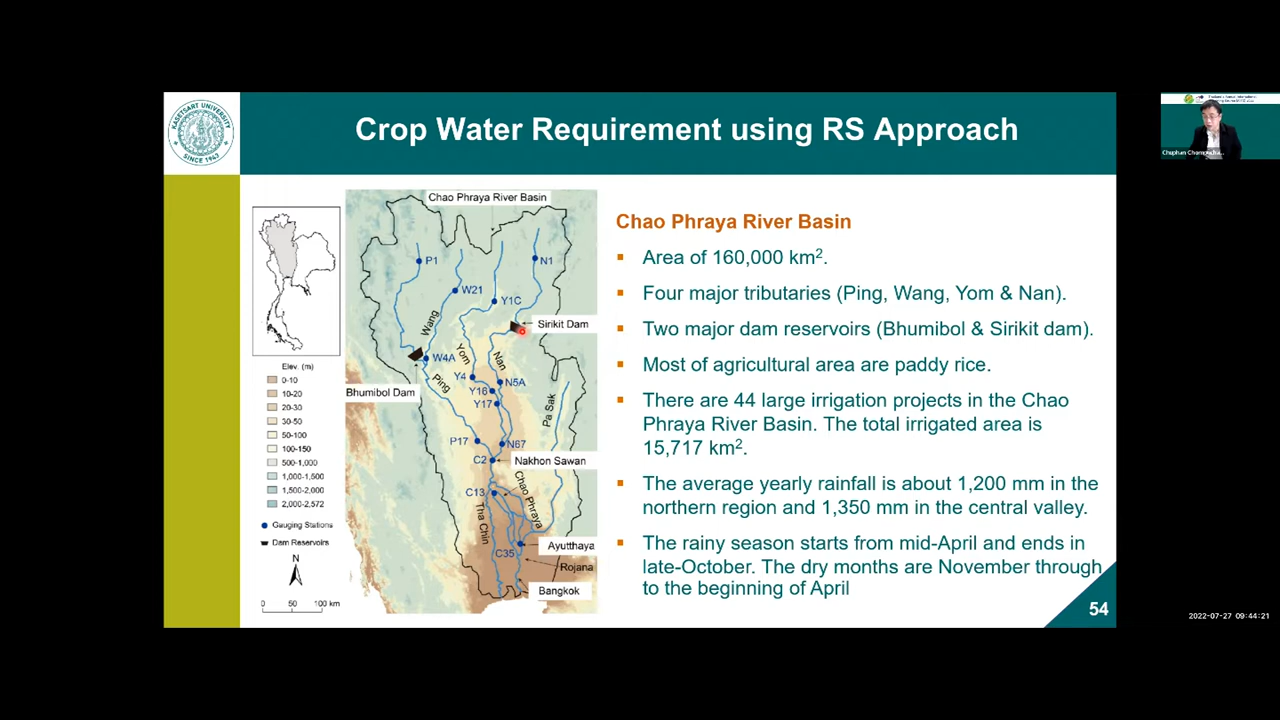 KASETSART UNIVERSITY
SINCE 1943
Crop Water Requirement using RS Approach
Chuphan Chompuchan...
Chao Phraya River Basin
P1
N1
W21
Y1C
Sirikit Dam
Wang
Yom
Nan
W4A
Ping
Y4
N5A
Y16
Y17
Bhumibol Dam
Pa Sak
P17
N67
C2
Nakhon Sawan
C13
Chao Phraya
Tha Chin
C35
Ayutthaya
Rojana
Bangkok
Elev. (m)
0-10
10-20
20-30
30-50
50-100
100-150
500-1,000
1,000-1,500
1,500-2,000
2,000-2,572
Gauging Stations
Dam Reservoirs
N
0 50 100 km
Chao Phraya River Basin
▪ Area of 160,000 km².
▪ Four major tributaries (Ping, Wang, Yom & Nan).
▪ Two major dam reservoirs (Bhumibol & Sirikit dam).
▪ Most of agricultural area are paddy rice.
▪ There are 44 large irrigation projects in the Chao
Phraya River Basin. The total irrigated area is
15,717 km².
▪ The average yearly rainfall is about 1,200 mm in the
northern region and 1,350 mm in the central valley.
▪ The rainy season starts from mid-April and ends in
late-October. The dry months are November through
to the beginning of April
54
2022-07-27 09:44:21